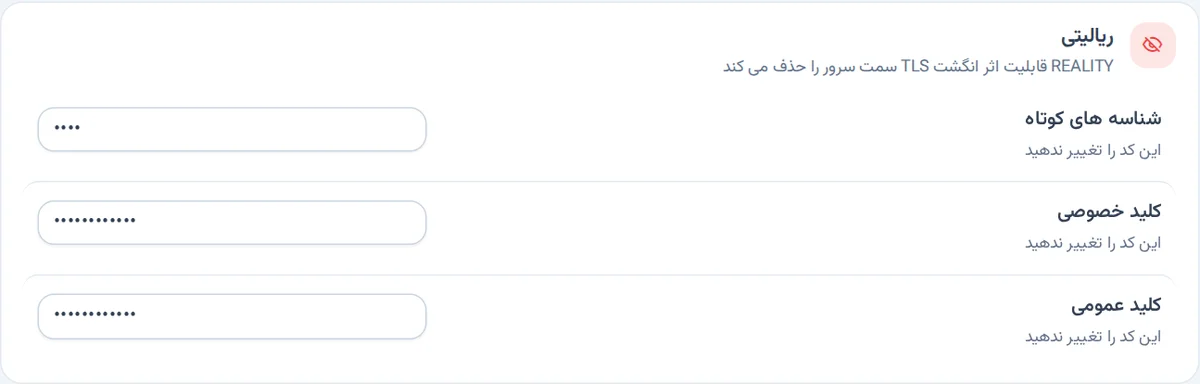 ریالیتی
REALITY قابلیت اثر انگشت TLS سمت سرور را حذف می کند
شناسه های کوتاه
این کد را تغییر ندهید
••••
کلید خصوصی
این کد را تغییر ندهید
••••••••••••
کلید عمومی
این کد را تغییر ندهید
••••••••••••